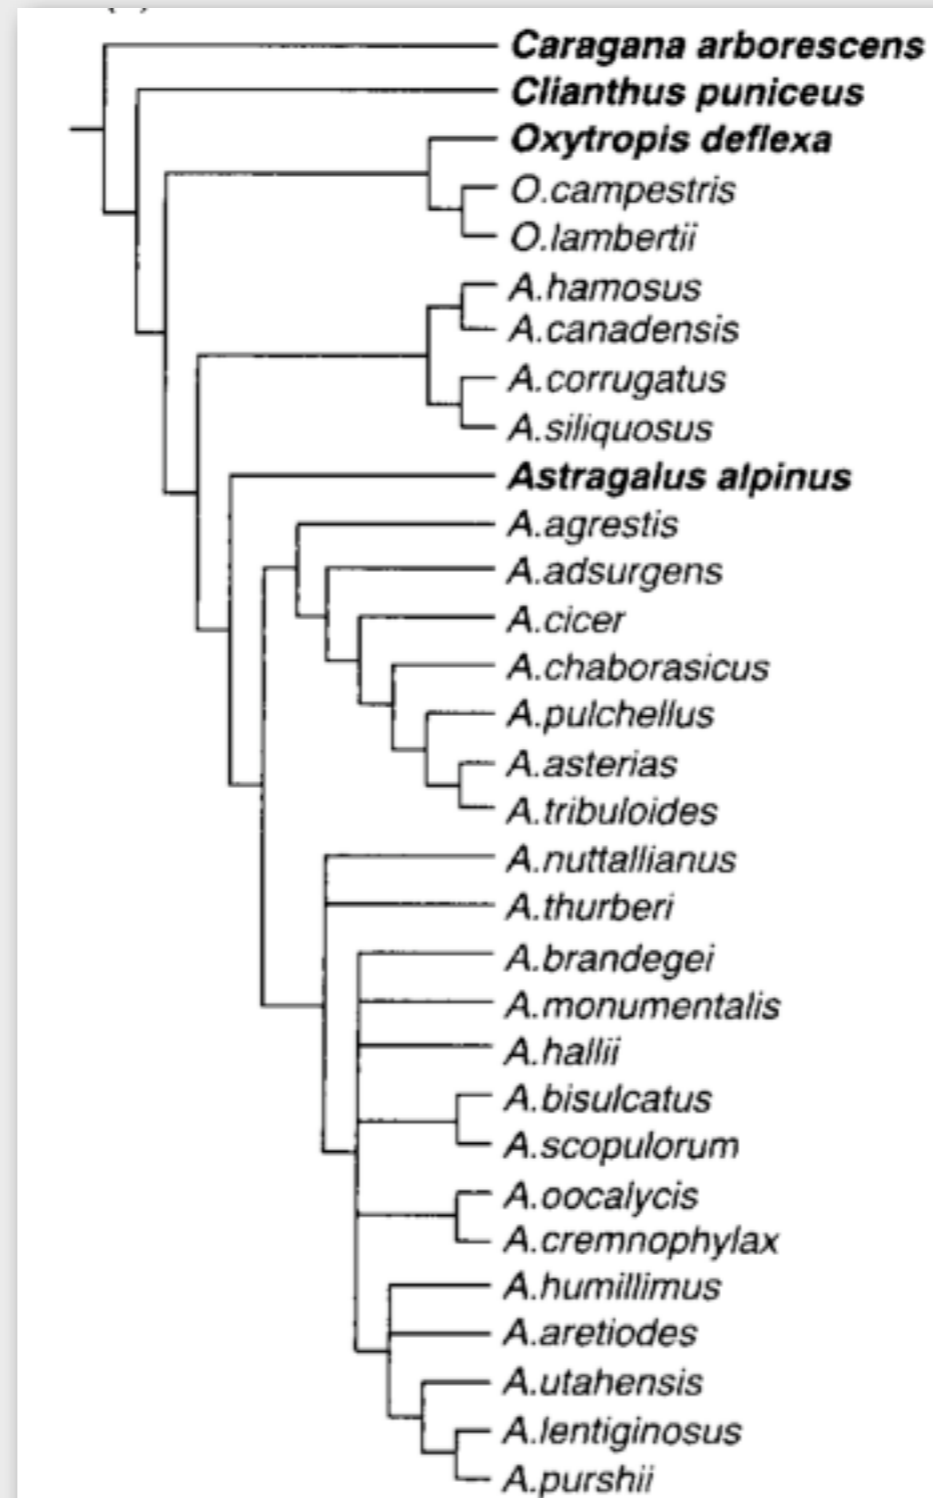 Caragana arborescens
Clianthus puniceus
Oxytropis deflexa
O.campestris
O.lambertii
A.hamosus
A.canadensis
A.corrugatus
A.siliquosus
Astragalus alpinus
A.agrestis
A.adsurgens
A.cicer
A.chaborasicus
A.pulchellus
A.asterias
A.tribuloides
A.nuttallianus
A.thurberi
A.brandegei
A.monumentalis
A.hallii
A.bisulcatus
A.scopulorum
A.oocalycis
A.cremnophylax
A.humillimus
A.aretiodes
A.utahensis
A.lentiginosus
A.purshii